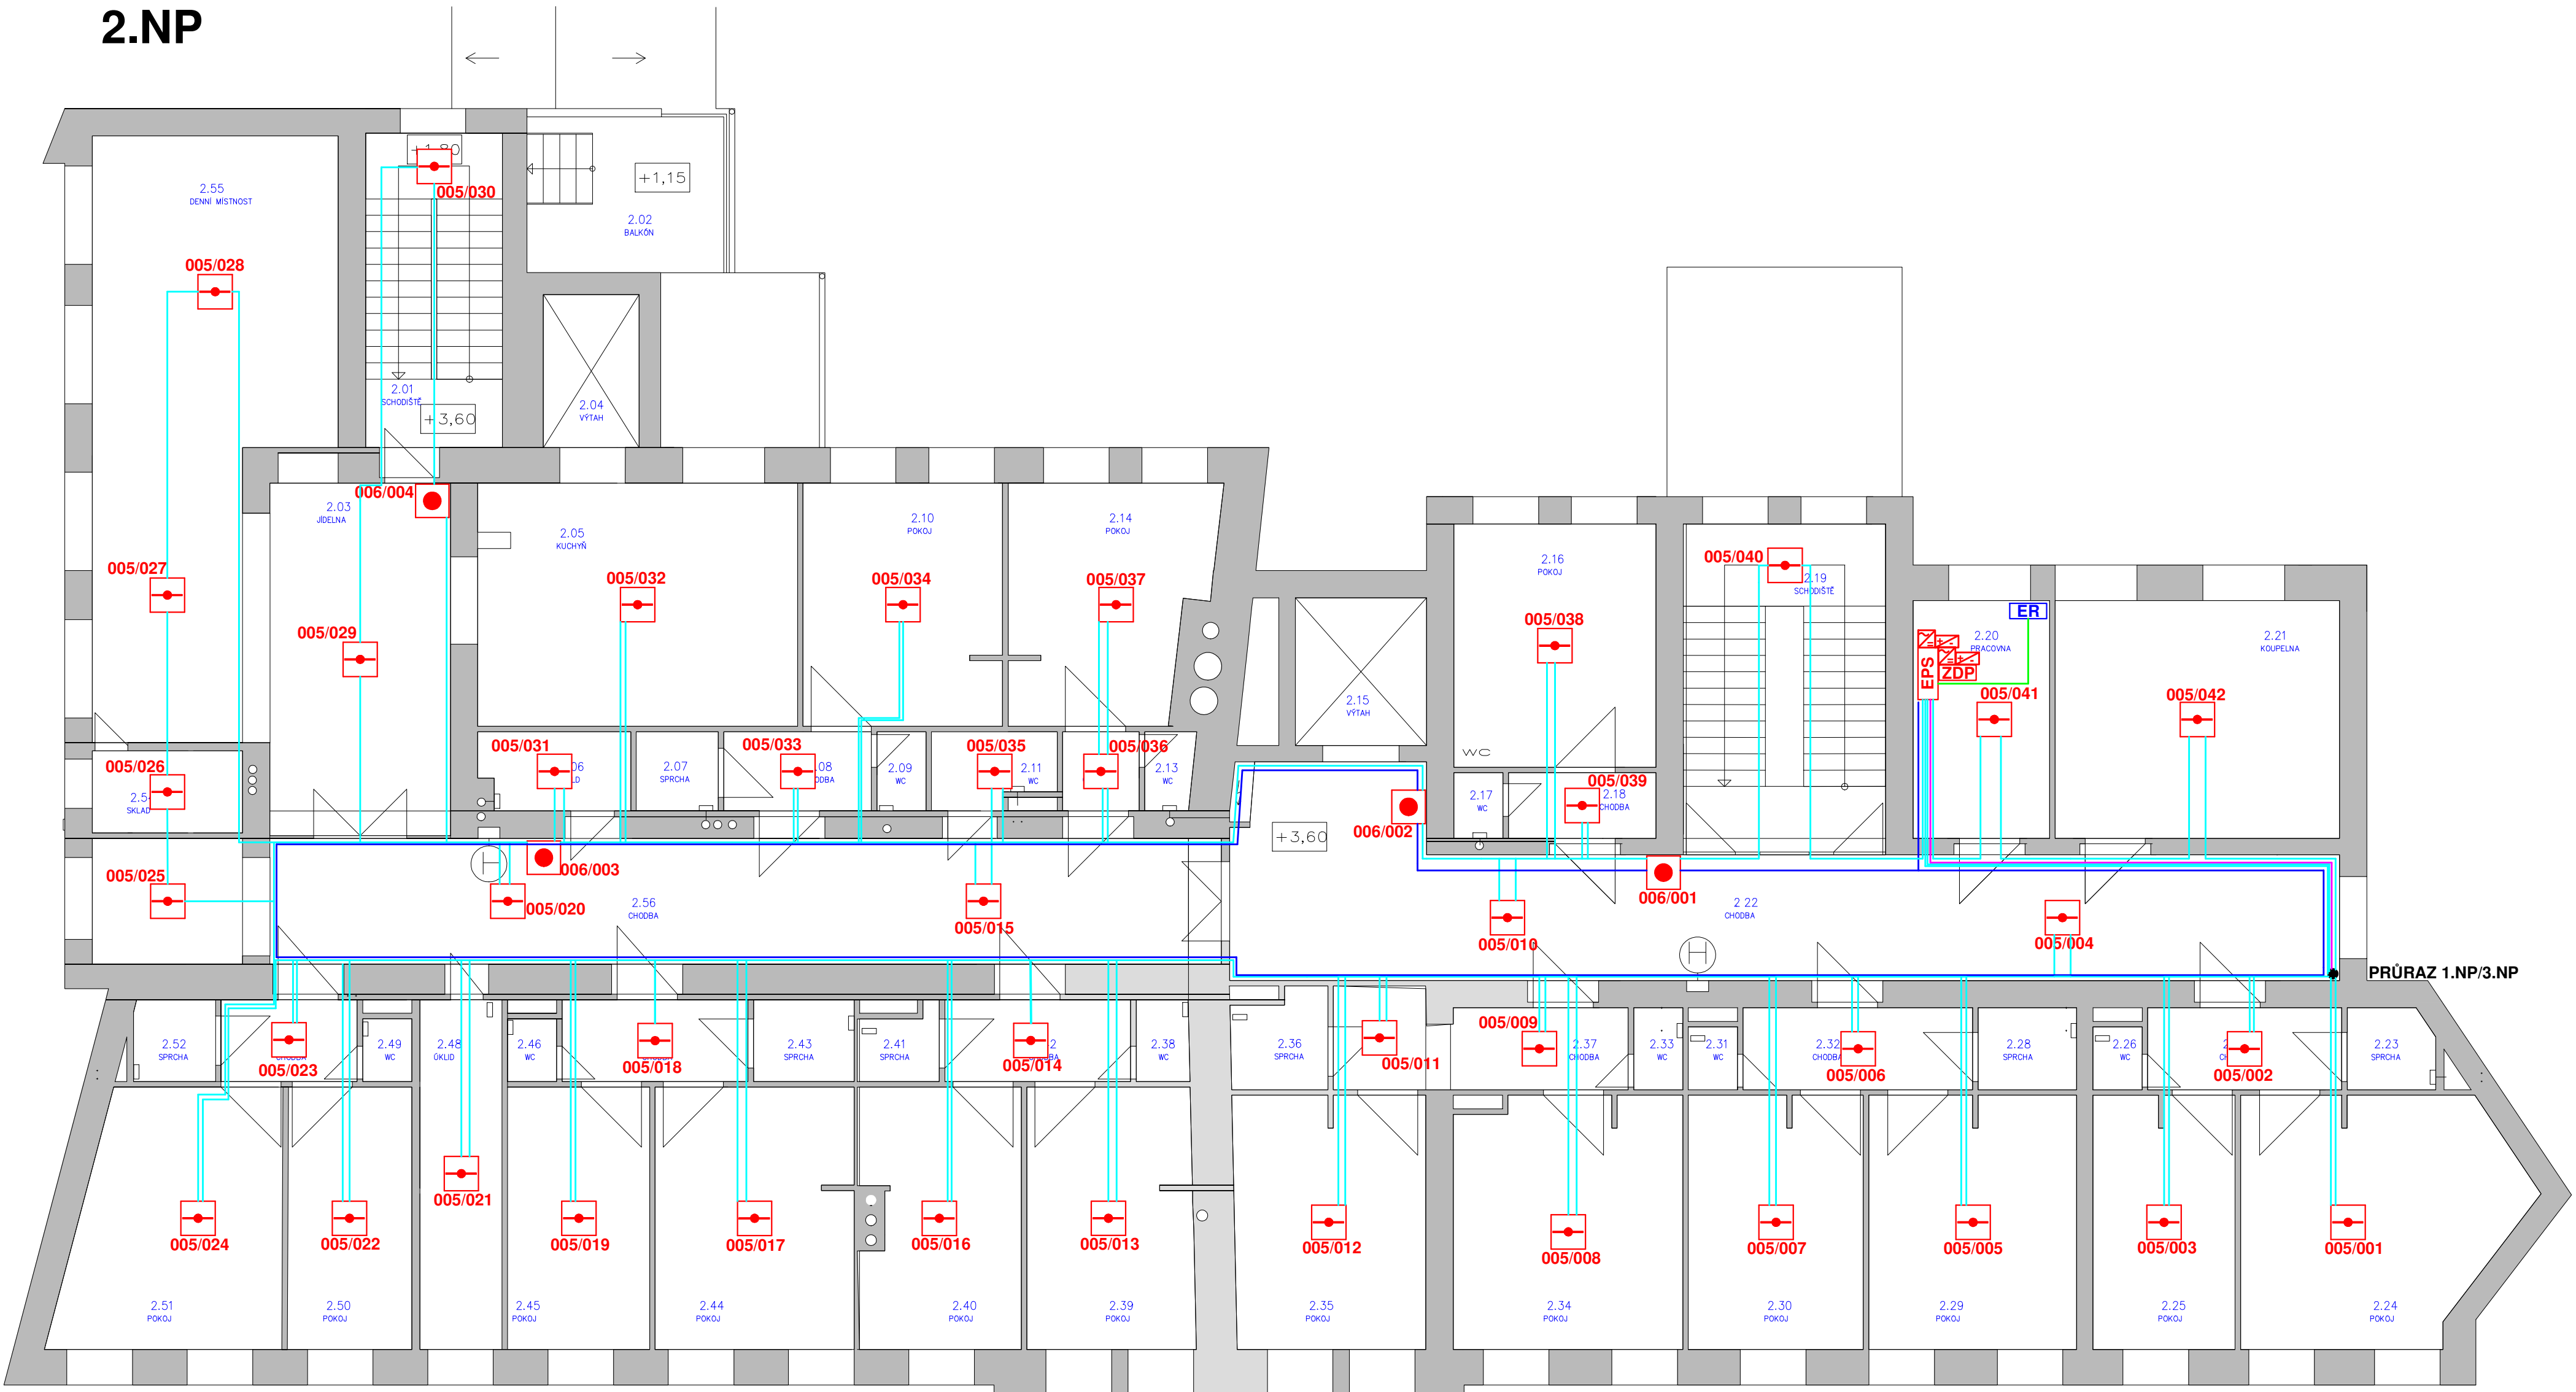 2.NP
+1,80
005/030
+1,15
2.55
DENNÍ MÍSTNOST
2.02
BALKÓN
005/028
2.01
SCHODIŠTĚ
+3,60
2.04
VÝTAH
006/004
2.03
JÍDELNA
2.05
KUCHYŇ
2.10
POKOJ
2.14
POKOJ
2.16
POKOJ
005/040
2.19
SCHODIŠTĚ
005/027
005/032
005/034
005/037
005/038
005/029
ER
2.20
PRACOVNA
2.21
KOUPELNA
EPS
ZDP
005/041
005/042
2.15
VÝTAH
WC
005/031
005/033
005/035
005/036
2.07
SPRCHA
2.09
WC
2.11
WC
2.13
WC
005/026
SKLAD
2.17
WC
005/039
2.18
CHODBA
006/002
+3,60
H
006/003
005/025
005/020
2.56
CHODBA
005/015
006/001
2 22
CHODBA
005/010
005/004
H
PRŮRAZ 1.NP/3.NP
2.52
SPRCHA
005/023
2.49
WC
2.48
ÚKLID
2.46
WC
005/018
2.43
SPRCHA
2.41
SPRCHA
005/014
2.38
WC
2.36
SPRCHA
005/011
005/009
2.37
CHODBA
2.33
WC
2.31
WC
2.32
CHODBA
005/006
2.28
SPRCHA
2.26
WC
005/002
2.23
SPRCHA
005/024
005/022
005/021
005/019
005/017
005/016
005/013
005/012
005/008
005/007
005/005
005/003
005/001
2.51
POKOJ
2.50
POKOJ
2.45
POKOJ
2.44
POKOJ
2.40
POKOJ
2.39
POKOJ
2.35
POKOJ
2.34
POKOJ
2.30
POKOJ
2.29
POKOJ
2.25
POKOJ
2.24
POKOJ